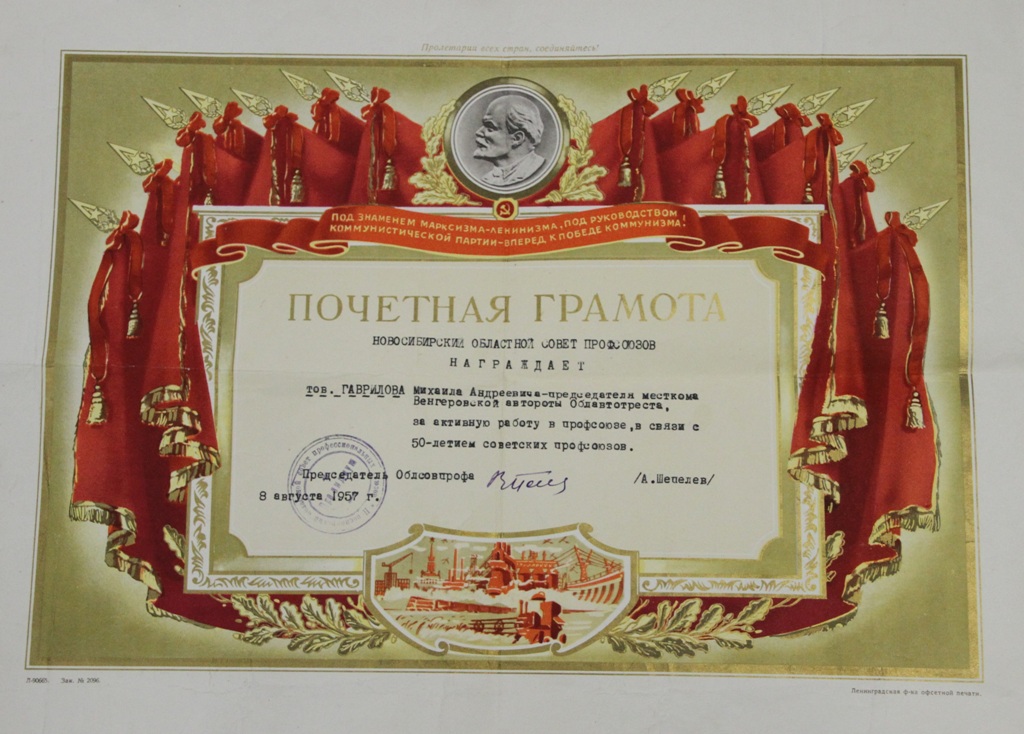 Пролетарии всех стран, соединяйтесь!
ПОД ЗНАМЕНЕМ МАРКСИЗМА-ЛЕНИНИЗМА, ПОД РУКОВОДСТВОМ
КОММУНИСТИЧЕСКОЙ ПАРТИИ-ВПЕРЕД К ПОБЕДЕ КОММУНИЗМА!
ПОЧЕТНАЯ ГРАМОТА
НОВОСИБИРСКИЙ ОБЛАСТНОЙ СОВЕТ ПРОФСОЮЗОВ
НАГРАЖДАЕТ
тов. ГАВРИЛОВА Михаила Андреевича-председателя месткома
Венгеровской автороты Облавтотреста,
за активную работу в профсоюзе, в связи с
50-летием советских профсоюзов.
Председатель Облсовпрофа /А.Шепелев/
8 августа 1957 г.
Зак. №
Ленинградская ф-ка офсетной печати.